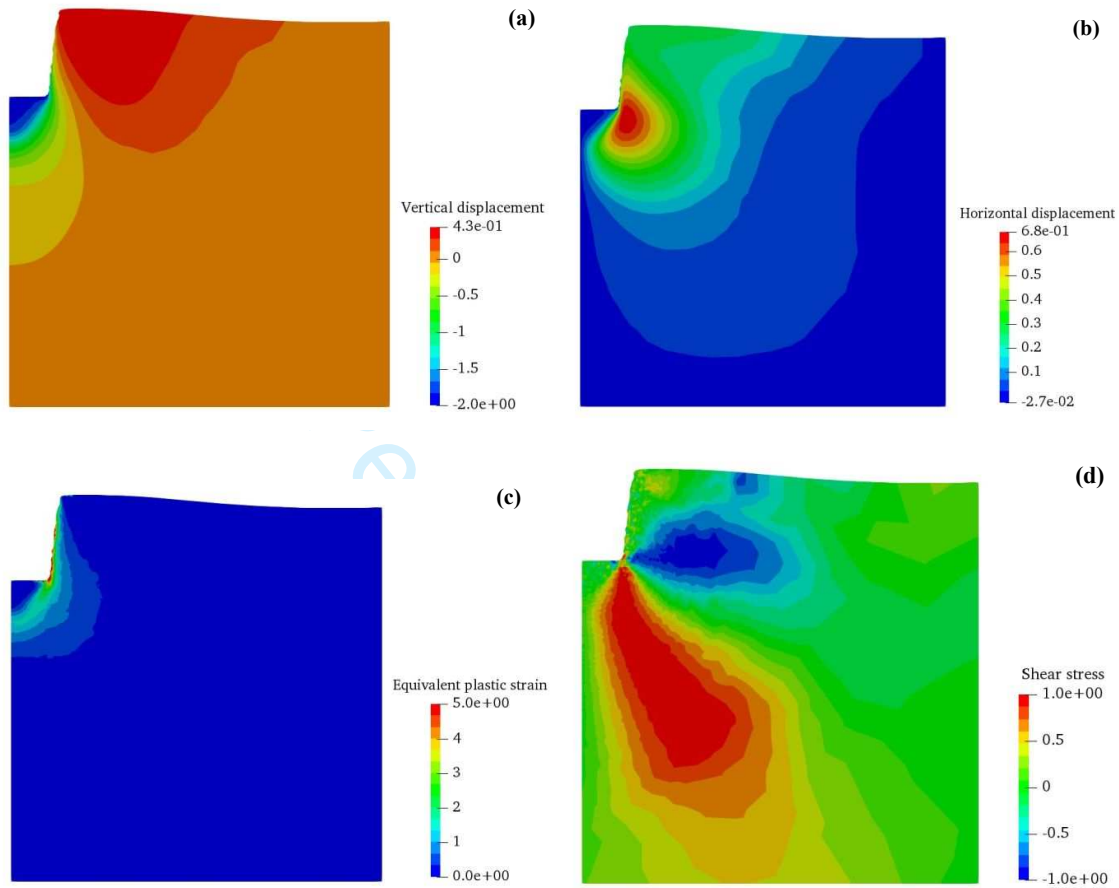 (a)
Vertical displacement
4.3e-01
0
-0.5
-1
-1.5
-2.0e+00
(b)
Horizontal displacement
6.8e-01
0.6
0.5
0.4
0.3
0.2
0.1
-2.7e-02
(c)
Equivalent plastic strain
5.0e+00
4
3
2
1
0.0e+00
(d)
Shear stress
1.0e+00
0.5
0
-0.5
-1.0e+00